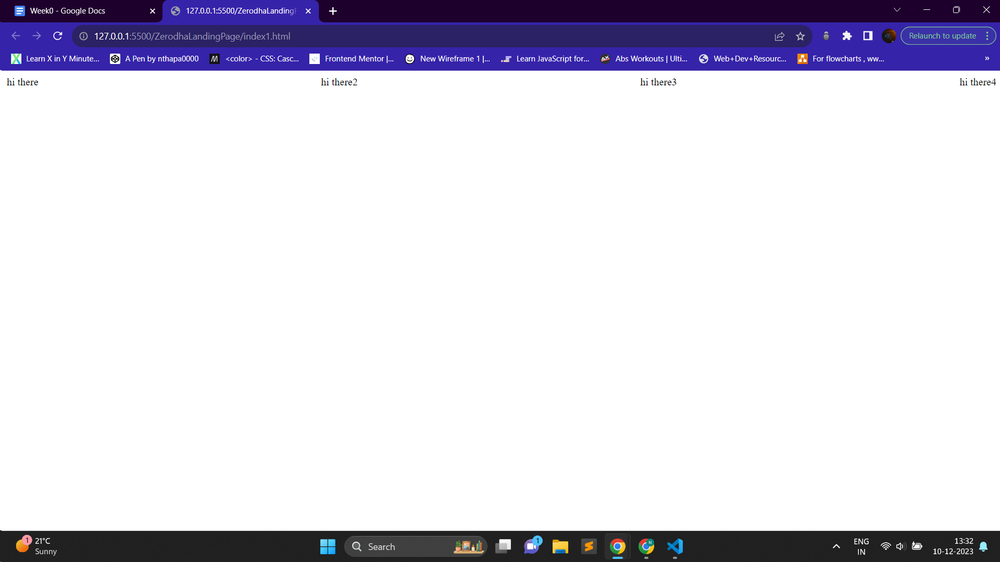 Week0 - Google Docs
127.0.0.1:5500/ZerodhaLandingP
127.0.0.1:5500/ZerodhaLandingPage/index1.html
Relaunch to update
Learn X in Y Minute...
A Pen by nthapa0000
<color> - CSS: Casc...
Frontend Mentor |...
New Wireframe 1 |...
Learn JavaScript for...
Abs Workouts | Ulti...
Web+Dev+Resourc...
For flowcharts , ww...
»
hi there
hi there2
hi there3
hi there4
1
21°C
Sunny
Search
1
N
ENG
IN
13:32
10-12-2023